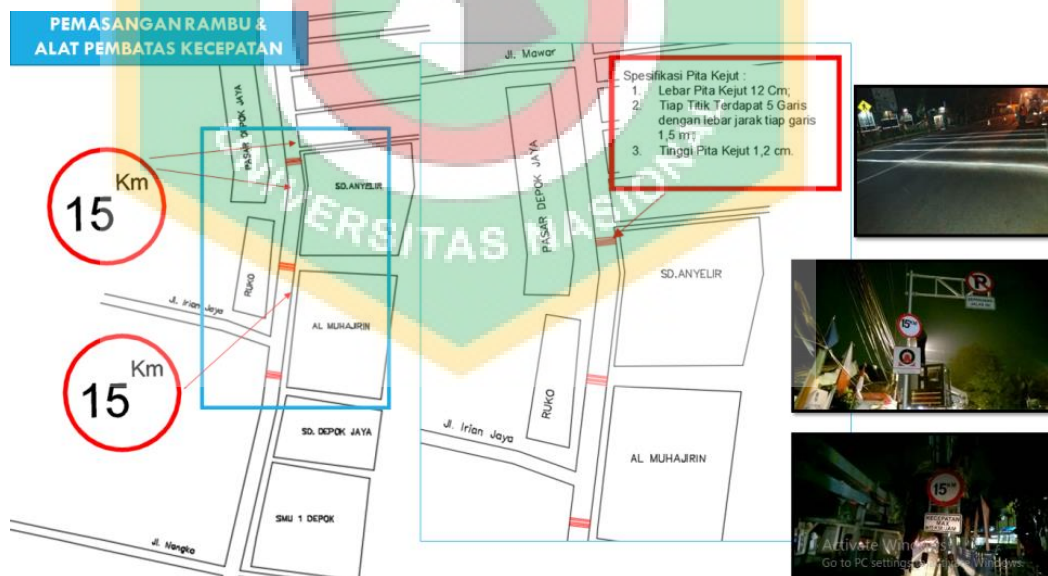 PEMASANGAN RAMBU &
ALAT PEMBATAS KECEPATAN
Jl. Mawar
PASAR DEPOK JAYA
SD.ANYELIR
15 Km
RUKO
Jl. Irian Jaya
AL MUHAJIRIN
15 Km
SD. DEPOK JAYA
SMU 1 DEPOK
Jl. Nangka
Spesifikasi Pita Kejut :
1. Lebar Pita Kejut 12 Cm;
2. Tiap Titik Terdapat 5 Garis
dengan lebar jarak tiap garis
1,5 m;
3. Tinggi Pita Kejut 1,2 cm.
PASAR DEPOK JAYA
SD.ANYELIR
RUKO
Jl. Irian Jaya
AL MUHAJIRIN
UNIVERSITAS NASIONAL
P
15 KM
15 KM
KECEPATAN
MAX
Activate Windows
Go to PC settings to activate Windows.